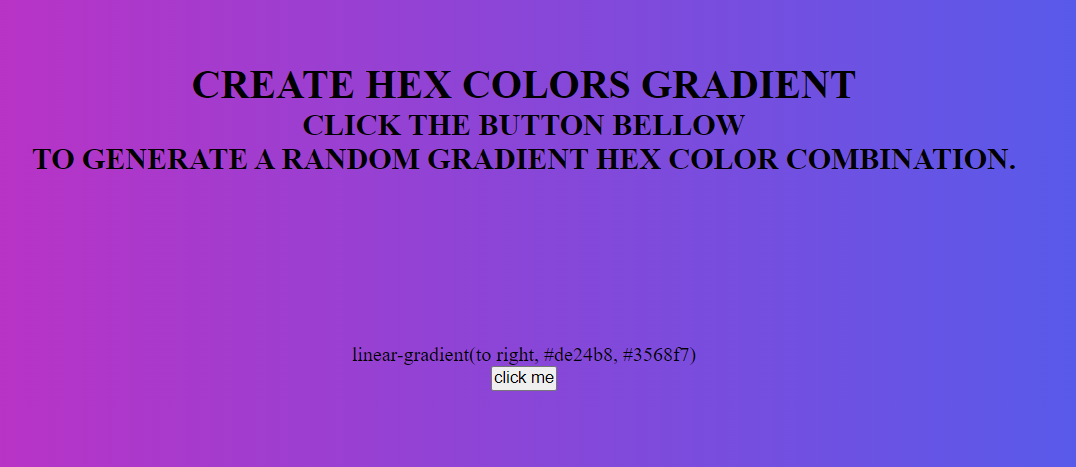 CREATE HEX COLORS GRADIENT
CLICK THE BUTTON BELLOW
TO GENERATE A RANDOM GRADIENT HEX COLOR COMBINATION.
linear-gradient(to right, #de24b8, #3568f7)
click me